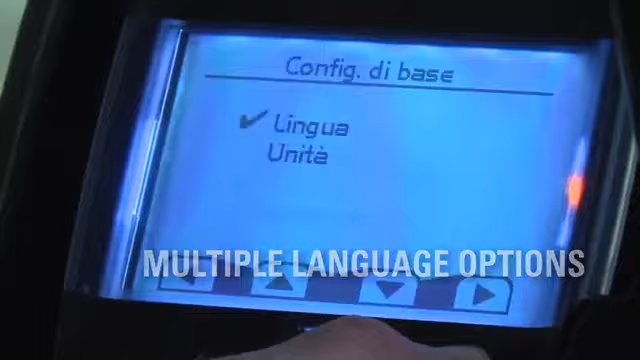 Config. di base
✔ Lingua
Unità
MULTIPLE LANGUAGE OPTIONS